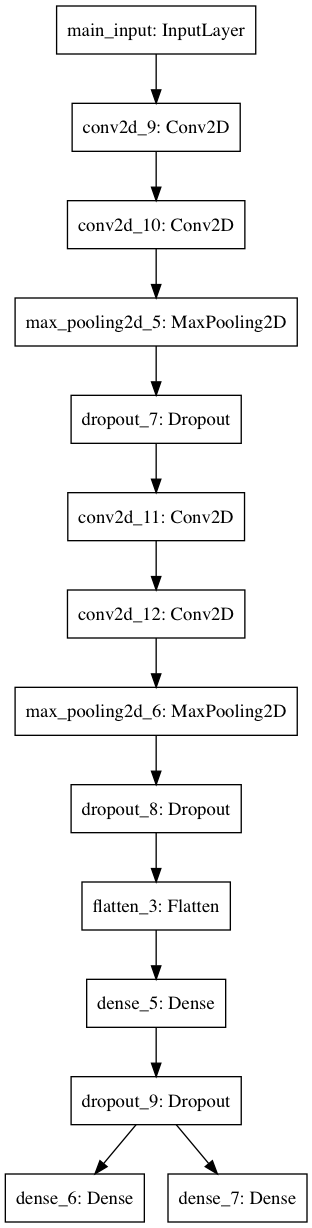 main_input: InputLayer
conv2d_9: Conv2D
conv2d_10: Conv2D
max_pooling2d_5: MaxPooling2D
dropout_7: Dropout
conv2d_11: Conv2D
conv2d_12: Conv2D
max_pooling2d_6: MaxPooling2D
dropout_8: Dropout
flatten_3: Flatten
dense_5: Dense
dropout_9: Dropout
dense_6: Dense
dense_7: Dense